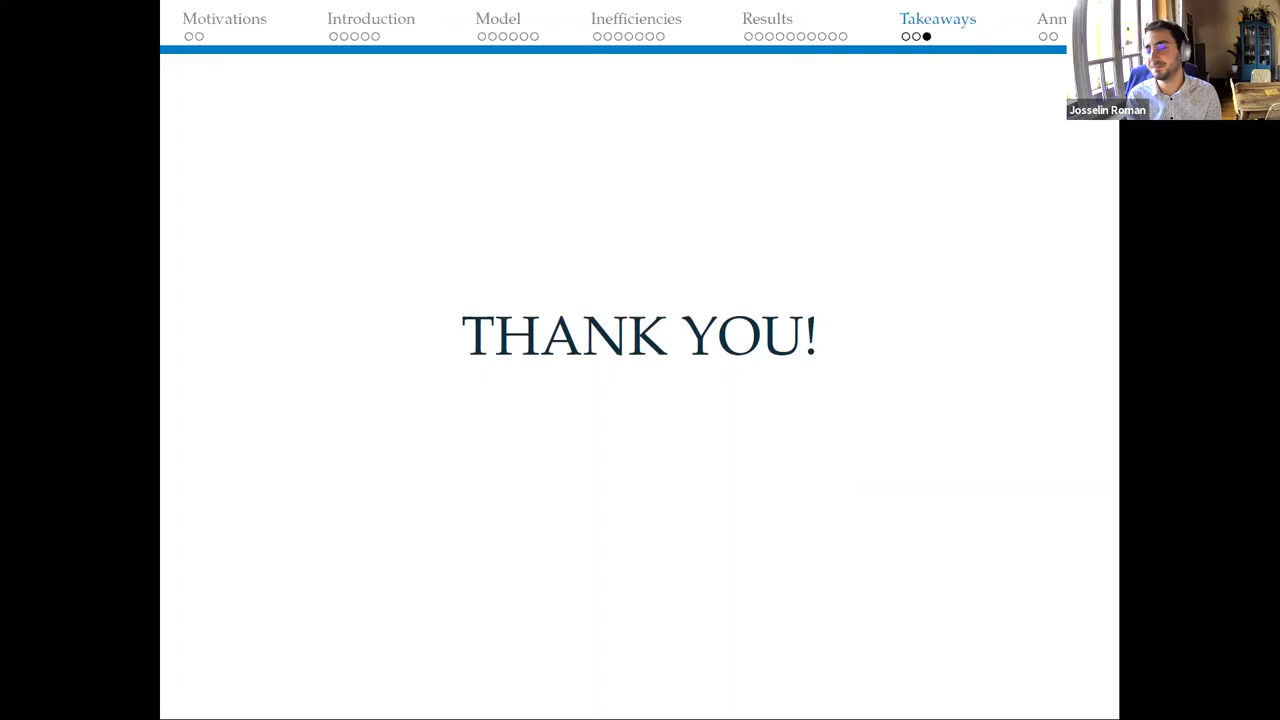 Motivations Introduction Model Inefficiencies Results Takeaways Ann
Josselin Roman
THANK YOU!